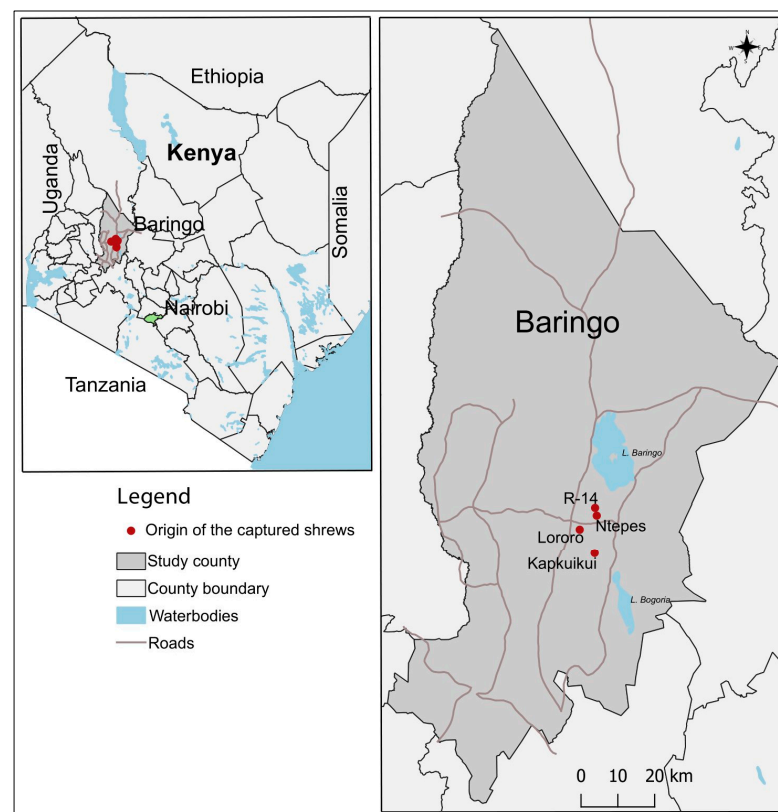 Ethiopia
Kenya
Uganda
Baringo
Somalia
Nairobi
Tanzania
Legend
Origin of the captured shrews
Study county
County boundary
Waterbodies
Roads
N
W E
S
Baringo
L. Baringo
R-14
Ntepes
Lororo
Kapkuikui
L. Bogoria
0 10 20 km